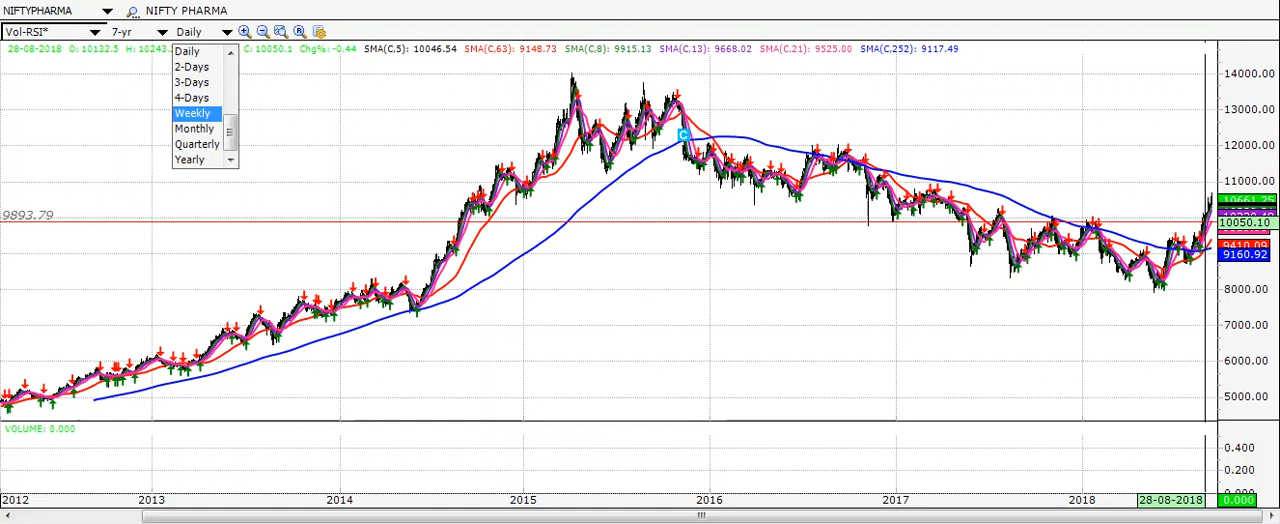 NIFTYPHARMA NIFTY PHARMA
Vol-RSI* 7-yr Daily
28-08-2018 O: 10132.5 H: 10243. C: 10050.1 Chg%: -0.44 SMA(C,5): 10046.54 SMA(C,63): 9148.73 SMA(C,8): 9915.13 SMA(C,13): 9668.02 SMA(C,21): 9525.00 SMA(C,252): 9117.49
Daily
2-Days
3-Days
4-Days
Weekly
Monthly
Quarterly
Yearly
14000.00
13000.00
C
12000.00
11000.00
10661.25
9893.79
10050.10
9410.09
9160.92
8000.00
7000.00
6000.00
5000.00
VOLUME: 0.000
0.400
0.200
0.000
2012 2013 2014 2015 2016 2017 2018 28-08-2018 0.000